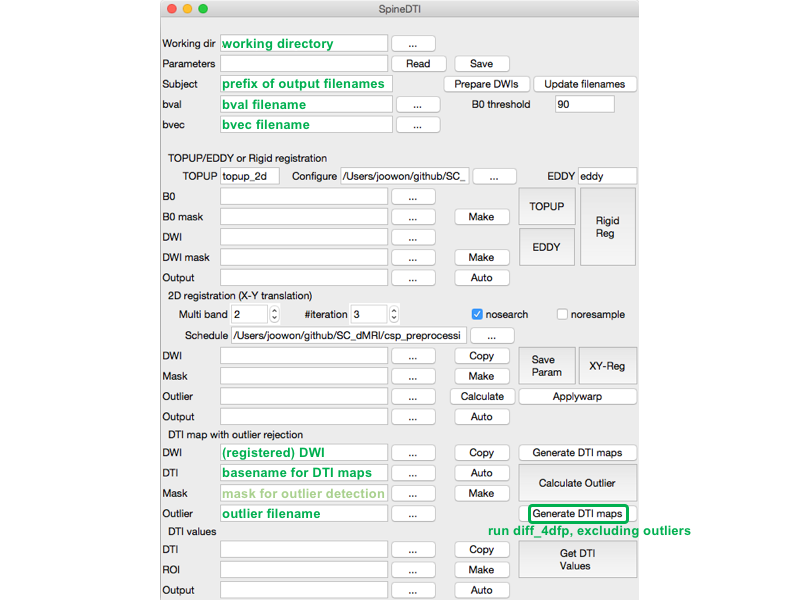 SpineDTI
Working dir working directory ...
Parameters Read Save
Subject prefix of output filenames Prepare DWIs Update filenames
bval bval filename ... B0 threshold 90
bvec bvec filename ...
TOPUP/EDDY or Rigid registration
TOPUP topup_2d Configure /Users/joowon/github/SC_ ... EDDY eddy
B0 ... TOPUP Rigid Reg
B0 mask ... Make
DWI ... EDDY
DWI mask ... Make
Output ... Auto
2D registration (X-Y translation)
Multi band 2 #iteration 3 nosearch noresample
Schedule /Users/joowon/github/SC_dMRI/csp_preprocessi ...
DWI ... Copy Save Param XY-Reg
Mask ... Make
Outlier ... Calculate Applywarp
Output ... Auto
DTI map with outlier rejection
DWI (registered) DWI ... Copy Generate DTI maps
DTI basename for DTI maps ... Auto Calculate Outlier
Mask mask for outlier detection ... Make
Outlier outlier filename ... Generate DTI maps
run diff_4dfp, excluding outliers
DTI values
DTI ... Copy Get DTI Values
ROI ... Make
Output ... Auto